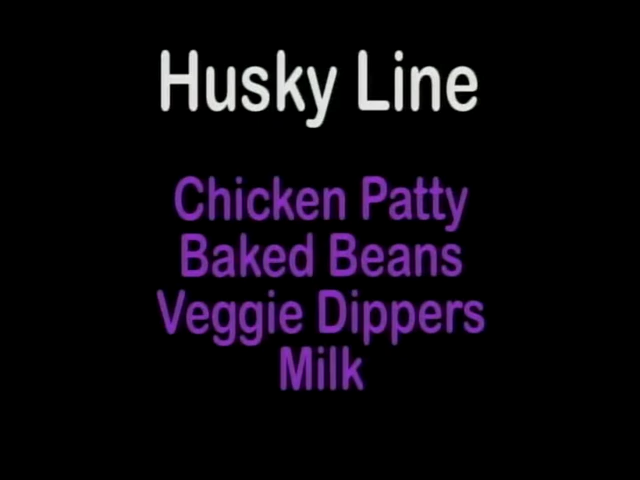 Husky Line
Chicken Patty
Baked Beans
Veggie Dippers
Milk